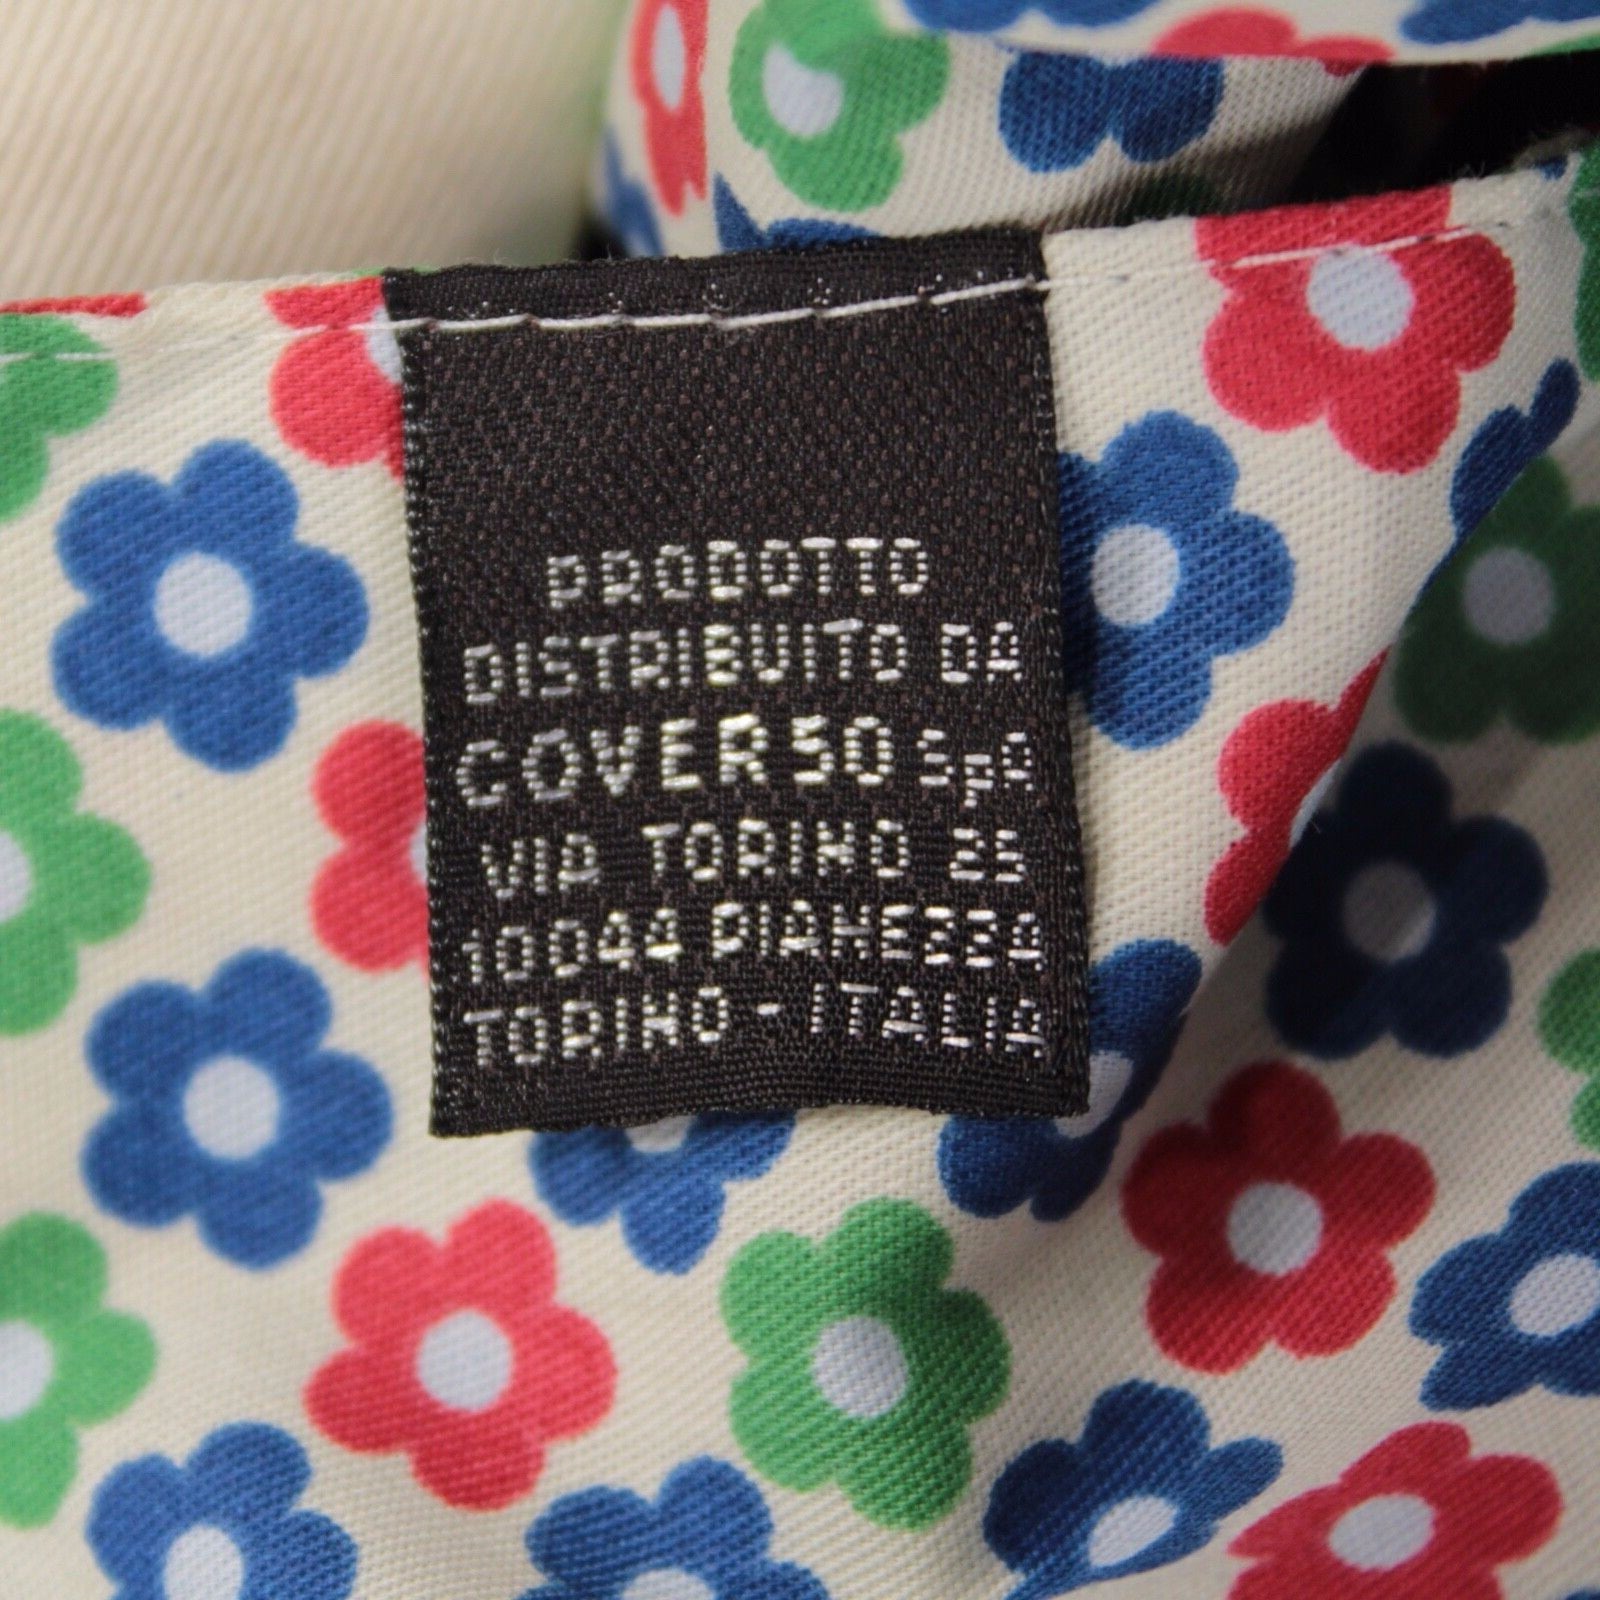 PRODOTTO
DISTRIBUITO DA
COVER 50 SpA
VIA TORINO 25
10044 PIANEZZA
TORINO - ITALIA